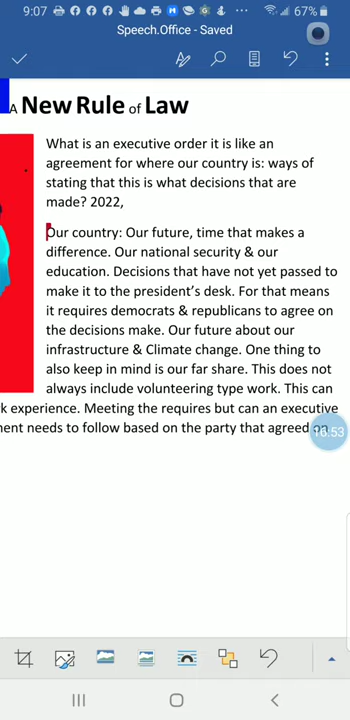 9:07
67%
Speech.Office - Saved
A New Rule of Law
What is an executive order it is like an
agreement for where our country is: ways of
stating that this is what decisions that are
made? 2022,
Our country: Our future, time that makes a
difference. Our national security & our
education. Decisions that have not yet passed to
make it to the president's desk. For that means
it requires democrats & republicans to agree on
the decisions make. Our future about our
infrastructure & Climate change. One thing to
also keep in mind is our far share. This does not
always include volunteering type work. This can
k experience. Meeting the requires but can an executive
ment needs to follow based on the party that agreed on
16:53